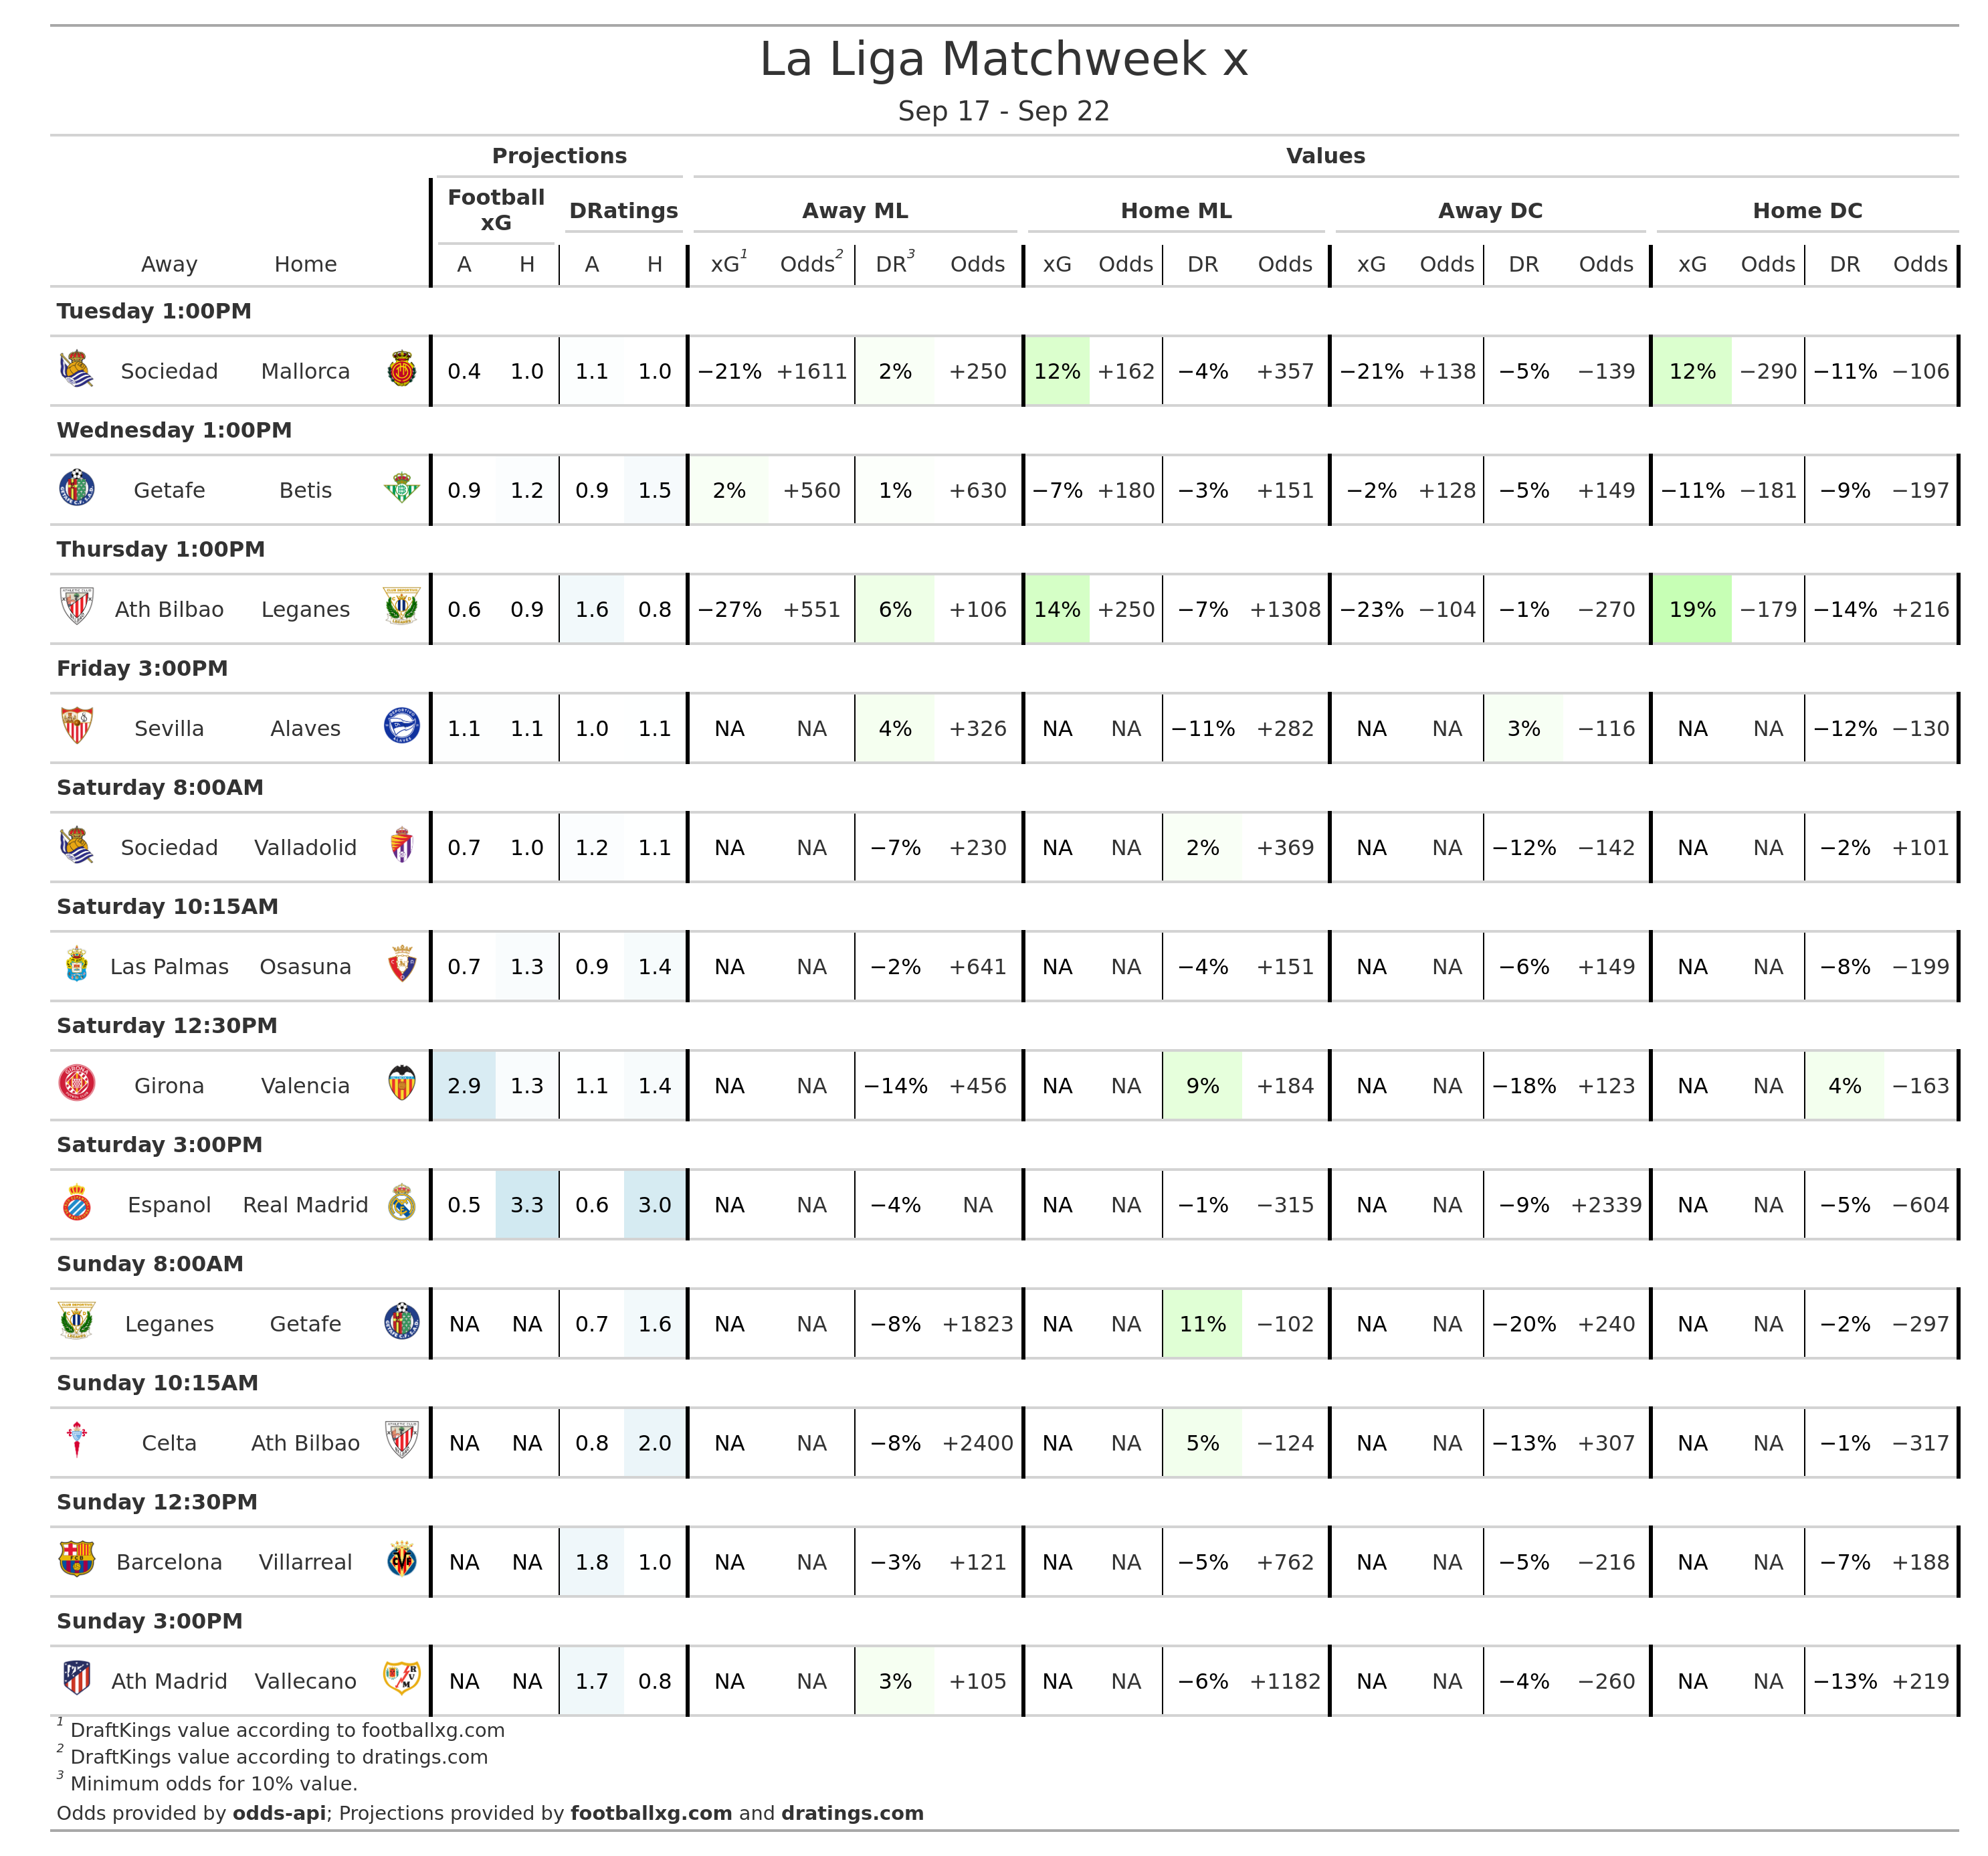 La Liga Matchweek x
Sep 17 - Sep 22
Projections Values
Football xG DRatings Away ML Home ML Away DC Home DC
Away Home A H A H xG1 Odds2 DR3 Odds xG Odds DR Odds xG Odds DR Odds xG Odds DR Odds
Tuesday 1:00PM
Sociedad Mallorca 0.4 1.0 1.1 1.0 −21% +1611 2% +250 12% +162 −4% +357 −21% +138 −5% −139 12% −290 −11% −106
Wednesday 1:00PM
Getafe Betis 0.9 1.2 0.9 1.5 2% +560 1% +630 −7% +180 −3% +151 −2% +128 −5% +149 −11% −181 −9% −197
Thursday 1:00PM
Ath Bilbao Leganes 0.6 0.9 1.6 0.8 −27% +551 6% +106 14% +250 −7% +1308 −23% −104 −1% −270 19% −179 −14% +216
Friday 3:00PM
Sevilla Alaves 1.1 1.1 1.0 1.1 NA NA 4% +326 NA NA −11% +282 NA NA 3% −116 NA NA −12% −130
Saturday 8:00AM
Sociedad Valladolid 0.7 1.0 1.2 1.1 NA NA −7% +230 NA NA 2% +369 NA NA −12% −142 NA NA −2% +101
Saturday 10:15AM
Las Palmas Osasuna 0.7 1.3 0.9 1.4 NA NA −2% +641 NA NA −4% +151 NA NA −6% +149 NA NA −8% −199
Saturday 12:30PM
Girona Valencia 2.9 1.3 1.1 1.4 NA NA −14% +456 NA NA 9% +184 NA NA −18% +123 NA NA 4% −163
Saturday 3:00PM
Espanol Real Madrid 0.5 3.3 0.6 3.0 NA NA −4% NA NA NA −1% −315 NA NA −9% +2339 NA NA −5% −604
Sunday 8:00AM
Leganes Getafe NA NA 0.7 1.6 NA NA −8% +1823 NA NA 11% −102 NA NA −20% +240 NA NA −2% −297
Sunday 10:15AM
Celta Ath Bilbao NA NA 0.8 2.0 NA NA −8% +2400 NA NA 5% −124 NA NA −13% +307 NA NA −1% −317
Sunday 12:30PM
Barcelona Villarreal NA NA 1.8 1.0 NA NA −3% +121 NA NA −5% +762 NA NA −5% −216 NA NA −7% +188
Sunday 3:00PM
Ath Madrid Vallecano NA NA 1.7 0.8 NA NA 3% +105 NA NA −6% +1182 NA NA −4% −260 NA NA −13% +219
1 DraftKings value according to footballxg.com
2 DraftKings value according to dratings.com
3 Minimum odds for 10% value.
Odds provided by odds-api; Projections provided by footballxg.com and dratings.com